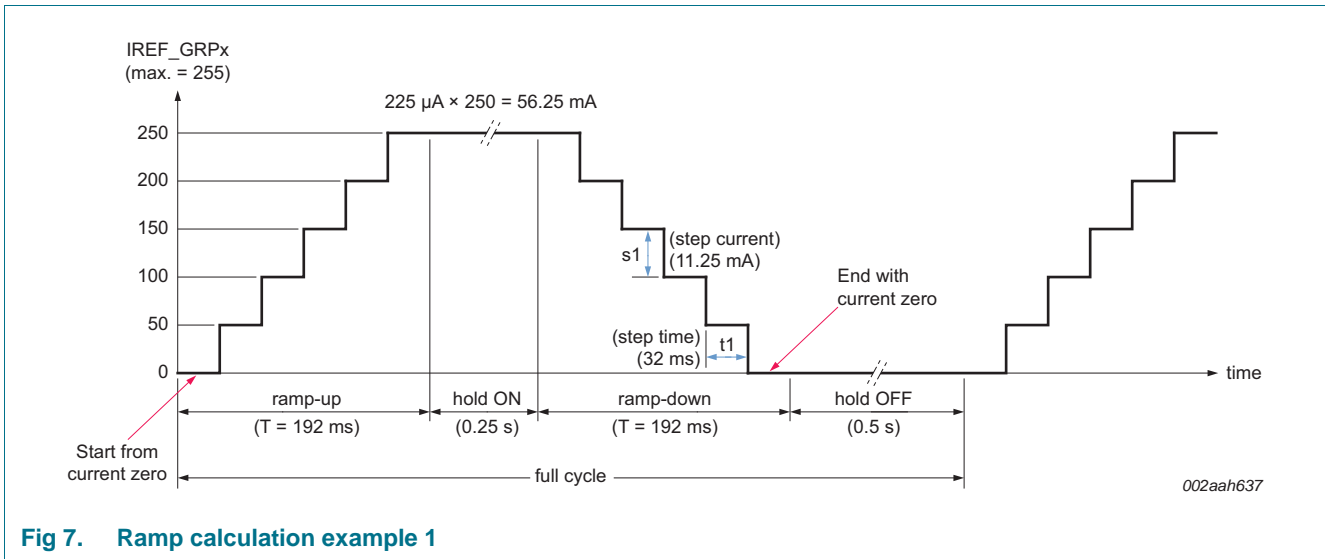 IREF_GRPx
(max. = 255)
225 µA × 250 = 56.25 mA
250
200
150
100
50
0
s1
(step current)
(11.25 mA)
End with
current zero
(step time)
(32 ms)
t1
time
ramp-up
(T = 192 ms)
hold ON
(0.25 s)
ramp-down
(T = 192 ms)
hold OFF
(0.5 s)
Start from
current zero
full cycle
002aah637
Fig 7. Ramp calculation example 1